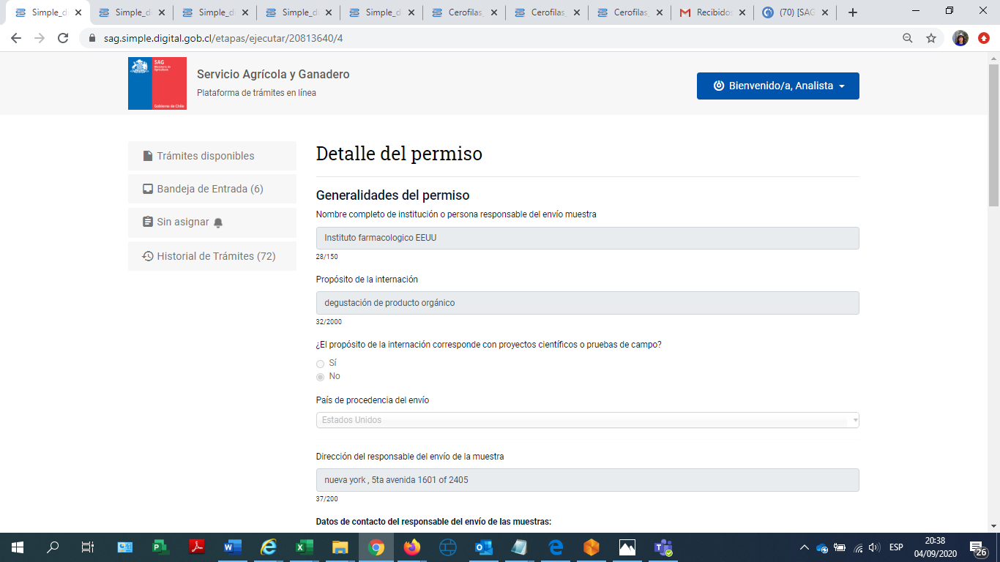 Simple_d
Simple_d
Simple_d
Simple_d
Simple_d
Cerofilas_
Cerofilas_
Cerofilas_
Recibidos
(70) [SAG
sag.simple.digital.gob.cl/etapas/ejecutar/20813640/4
SAG
Ministerio de
Agricultura
Gobierno de Chile
Servicio Agrícola y Ganadero
Plataforma de trámites en línea
Bienvenido/a, Analista
Trámites disponibles
Bandeja de Entrada (6)
Sin asignar
Historial de Trámites (72)
Detalle del permiso
Generalidades del permiso
Nombre completo de institución o persona responsable del envío muestra
Instituto farmacologico EEUU
28/150
Propósito de la internación
degustación de producto orgánico
32/2000
¿El propósito de la internación corresponde con proyectos científicos o pruebas de campo?
Sí
No
País de procedencia del envío
Estados Unidos
Dirección del responsable del envío de la muestra
nueva york , 5ta avenida 1601 of 2405
37/200
Datos de contacto del responsable del envío de las muestras:
ESP
20:38
04/09/2020
26